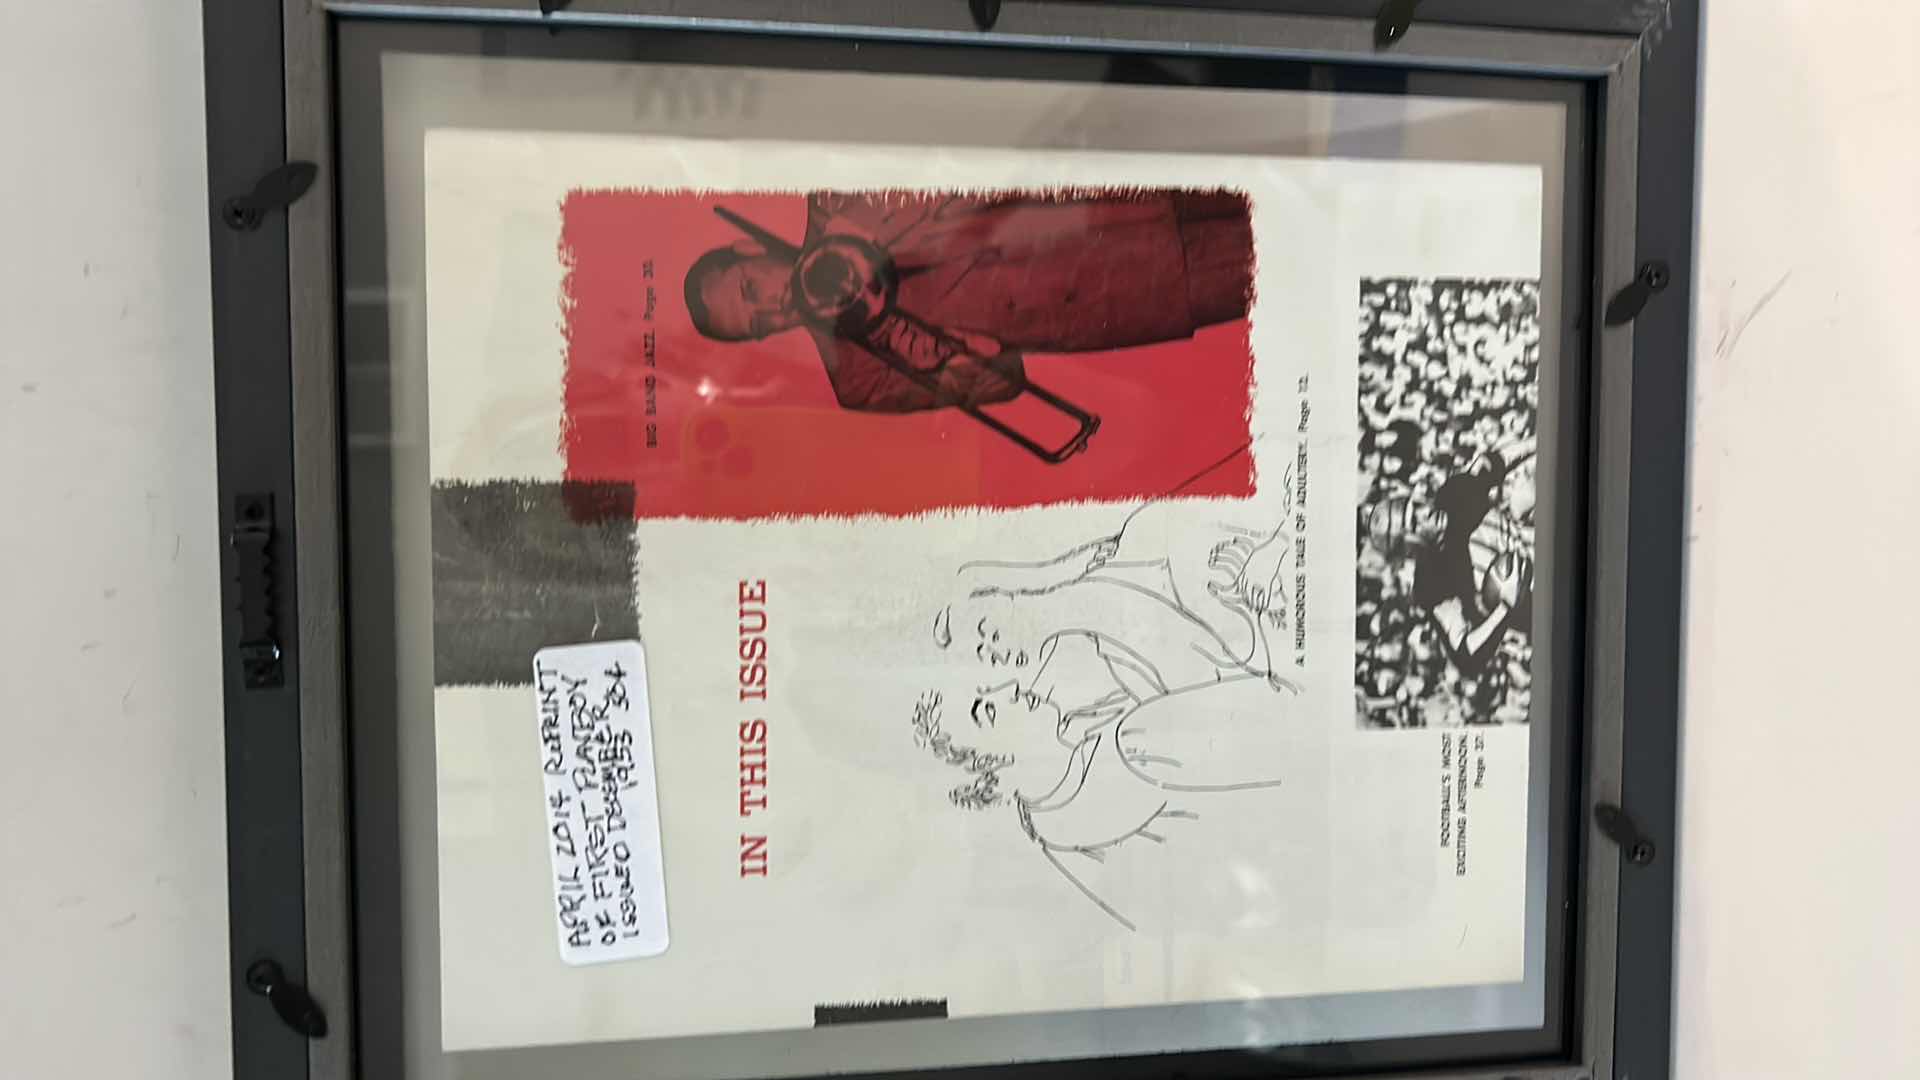 APRIL 2014 REPRINT
OF FIRST PLAYBOY
ISSUED DECEMBER
1953 50¢
BIG BAND JAZZ. Page 30.
IN THIS ISSUE
A HUMOROUS TALE OF ADULTERY. Page 12.
FOOTBALL'S MOST
EXCITING AFTERNOON.
Page 37.